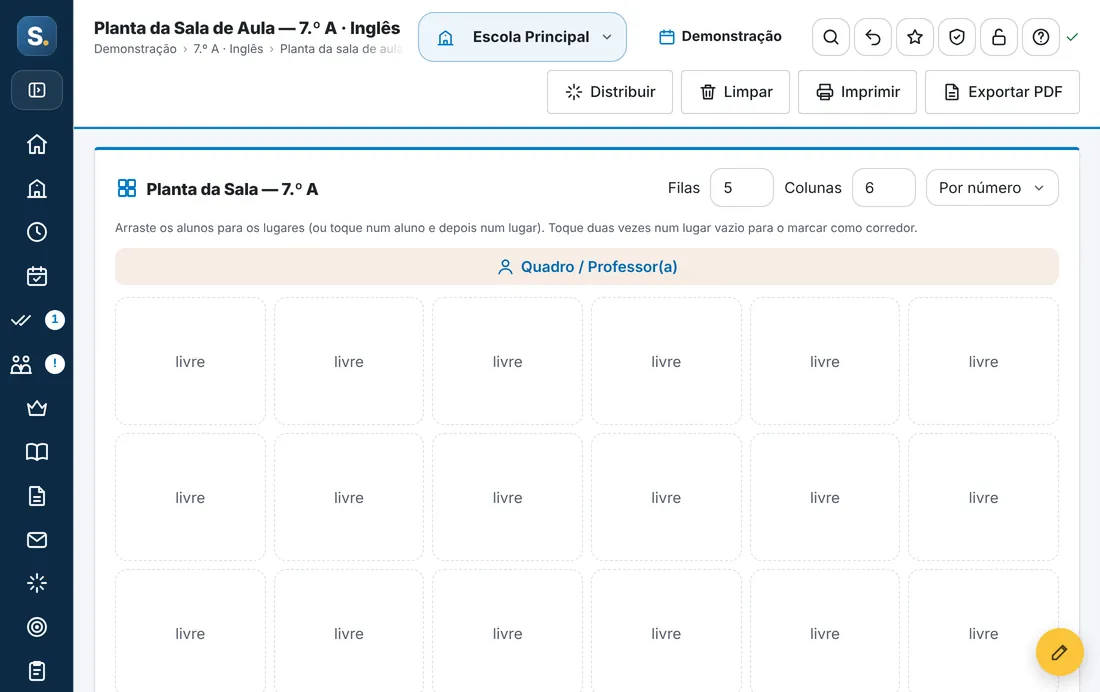 S.
Planta da Sala de Aula — 7.º A · Inglês
Demonstração › 7.º A · Inglês › Planta da sala de aula
Escola Principal
Demonstração
Distribuir
Limpar
Imprimir
Exportar PDF
1
!
Planta da Sala — 7.º A
Filas 5 Colunas 6 Por número
Arraste os alunos para os lugares (ou toque num aluno e depois num lugar). Toque duas vezes num lugar vazio para o marcar como corredor.
Quadro / Professor(a)
livre livre livre livre livre livre
livre livre livre livre livre livre
livre livre livre livre livre livre